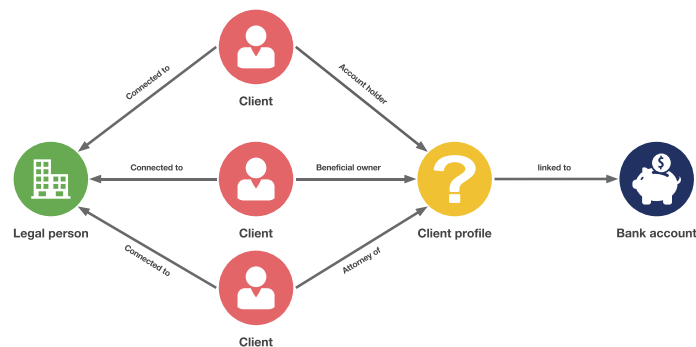 Client
Connected to
Account holder
Legal person
Connected to
Client
Beneficial owner
Client profile
linked to
$
Bank account
Connected to
Client
Attorney of
?